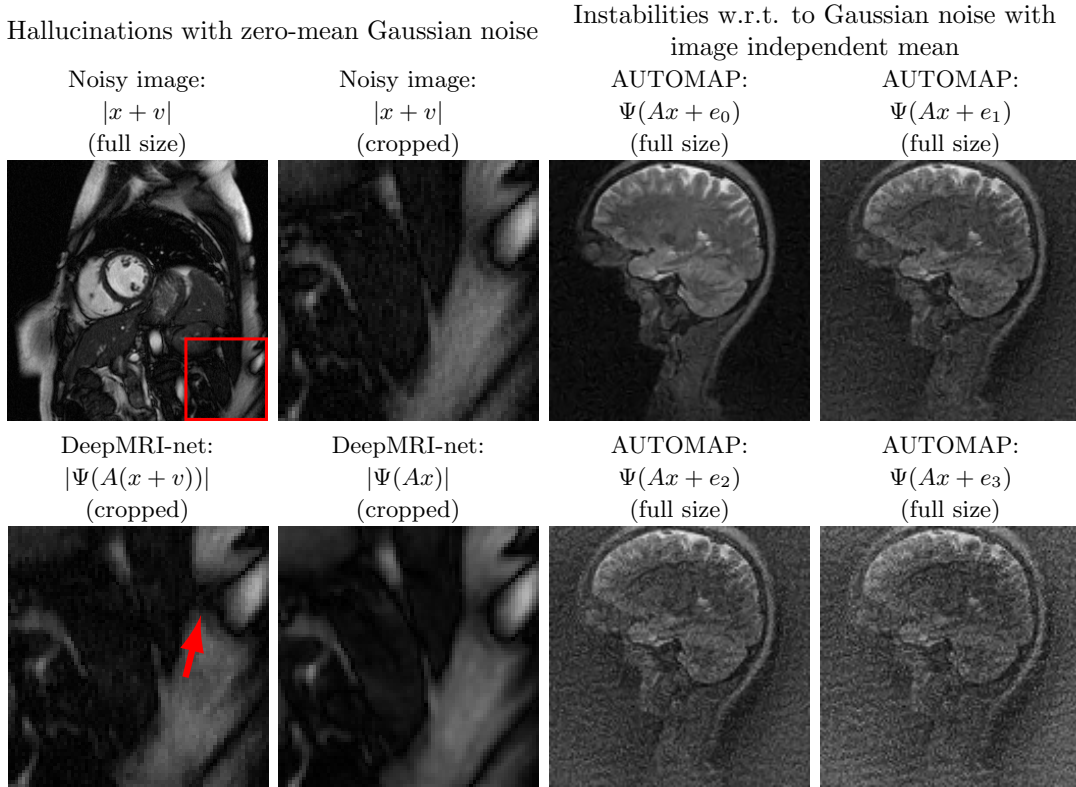 Hallucinations with zero-mean Gaussian noise
Instabilities w.r.t. to Gaussian noise with
image independent mean
Noisy image:
|x + v|
(full size)
Noisy image:
|x + v|
(cropped)
AUTOMAP:
Ψ(Ax + e₀)
(full size)
AUTOMAP:
Ψ(Ax + e₁)
(full size)
DeepMRI-net:
|Ψ(A(x + v))|
(cropped)
DeepMRI-net:
|Ψ(Ax)|
(cropped)
AUTOMAP:
Ψ(Ax + e₂)
(full size)
AUTOMAP:
Ψ(Ax + e₃)
(full size)